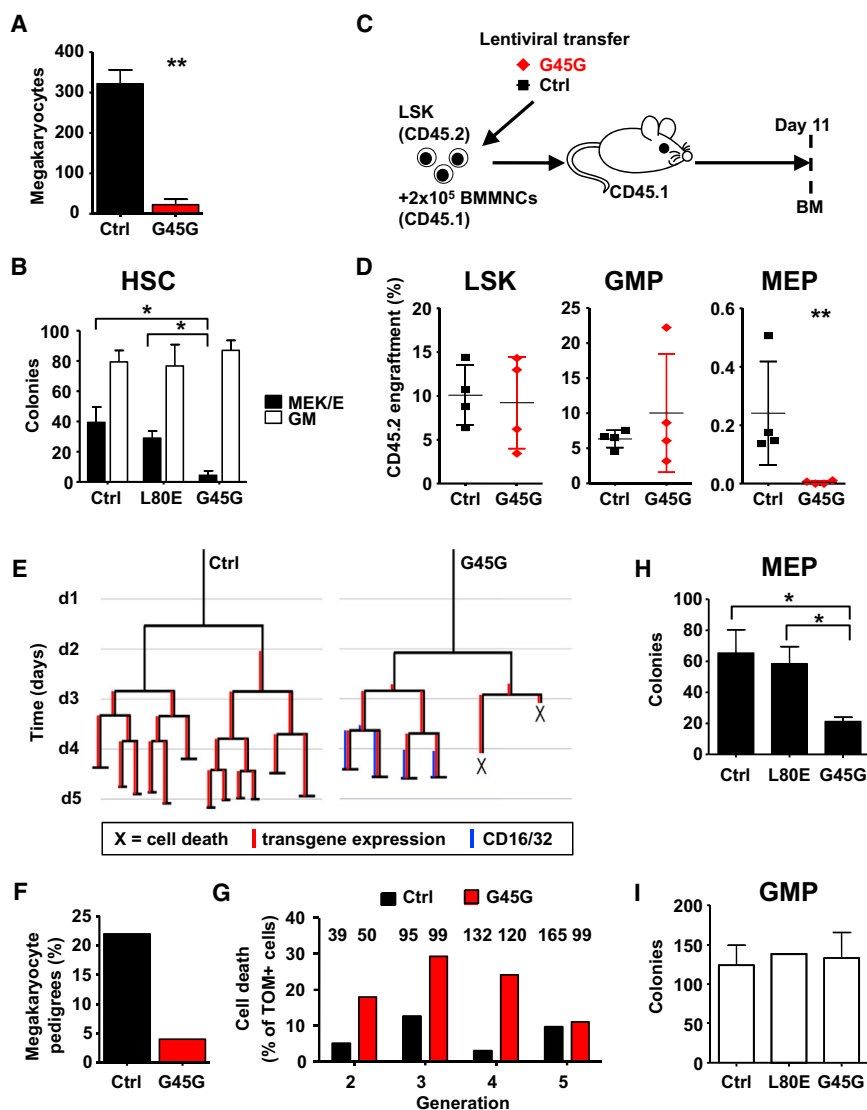 A
Megakaryocytes
400
300
200
100
0
**
Ctrl G45G
B
HSC
Colonies
100
80
60
40
20
0
*
*
MEK/E
GM
Ctrl L80E G45G
C
Lentiviral transfer
G45G
Ctrl
LSK
(CD45.2)
+2x10⁵ BMMNCs
(CD45.1)
CD45.1
Day 11
BM
D
CD45.2 engraftment (%)
LSK
20
15
10
5
0
Ctrl G45G
GMP
25
20
15
10
5
0
Ctrl G45G
MEP
0.6
0.4
0.2
0.0
**
Ctrl G45G
E
Time (days)
Ctrl
G45G
d1
d2
d3
d4
d5
X
X
X = cell death transgene expression CD16/32
F
Megakaryocyte
pedigrees (%)
25
20
15
10
5
0
Ctrl G45G
G
Ctrl G45G
Cell death
(% of TOM+ cells)
40
30
20
10
0
39 50 95 99 132 120 165 99
2 3 4 5
Generation
H
MEP
Colonies
100
80
60
40
20
0
*
*
Ctrl L80E G45G
I
GMP
Colonies
200
150
100
50
0
Ctrl L80E G45G